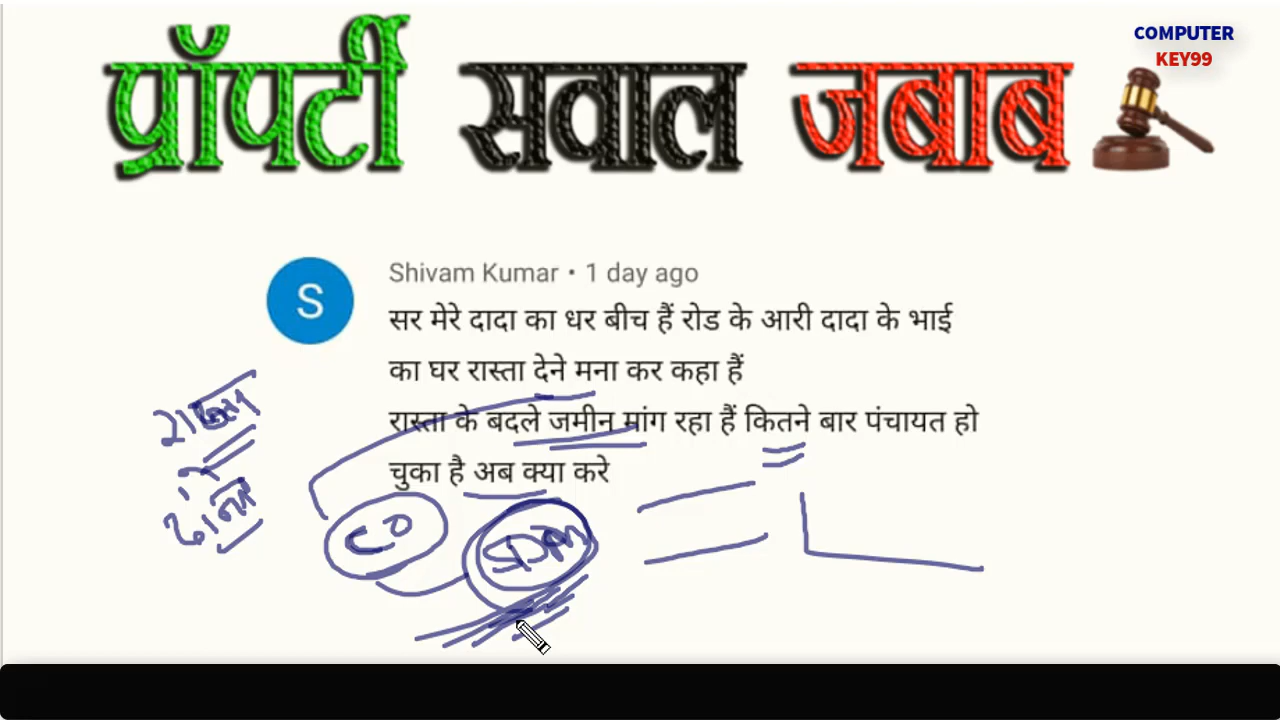 COMPUTER
KEY99
प्रॉपर्टी सवाल जबाब
S
Shivam Kumar • 1 day ago
सर मेरे दादा का धर बीच हैं रोड के आरी दादा के भाई
का घर रास्ता देने मना कर कहा हैं
रास्ता के बदले जमीन मांग रहा हैं कितने बार पंचायत हो
चुका है अब क्या करे
CO
SDM